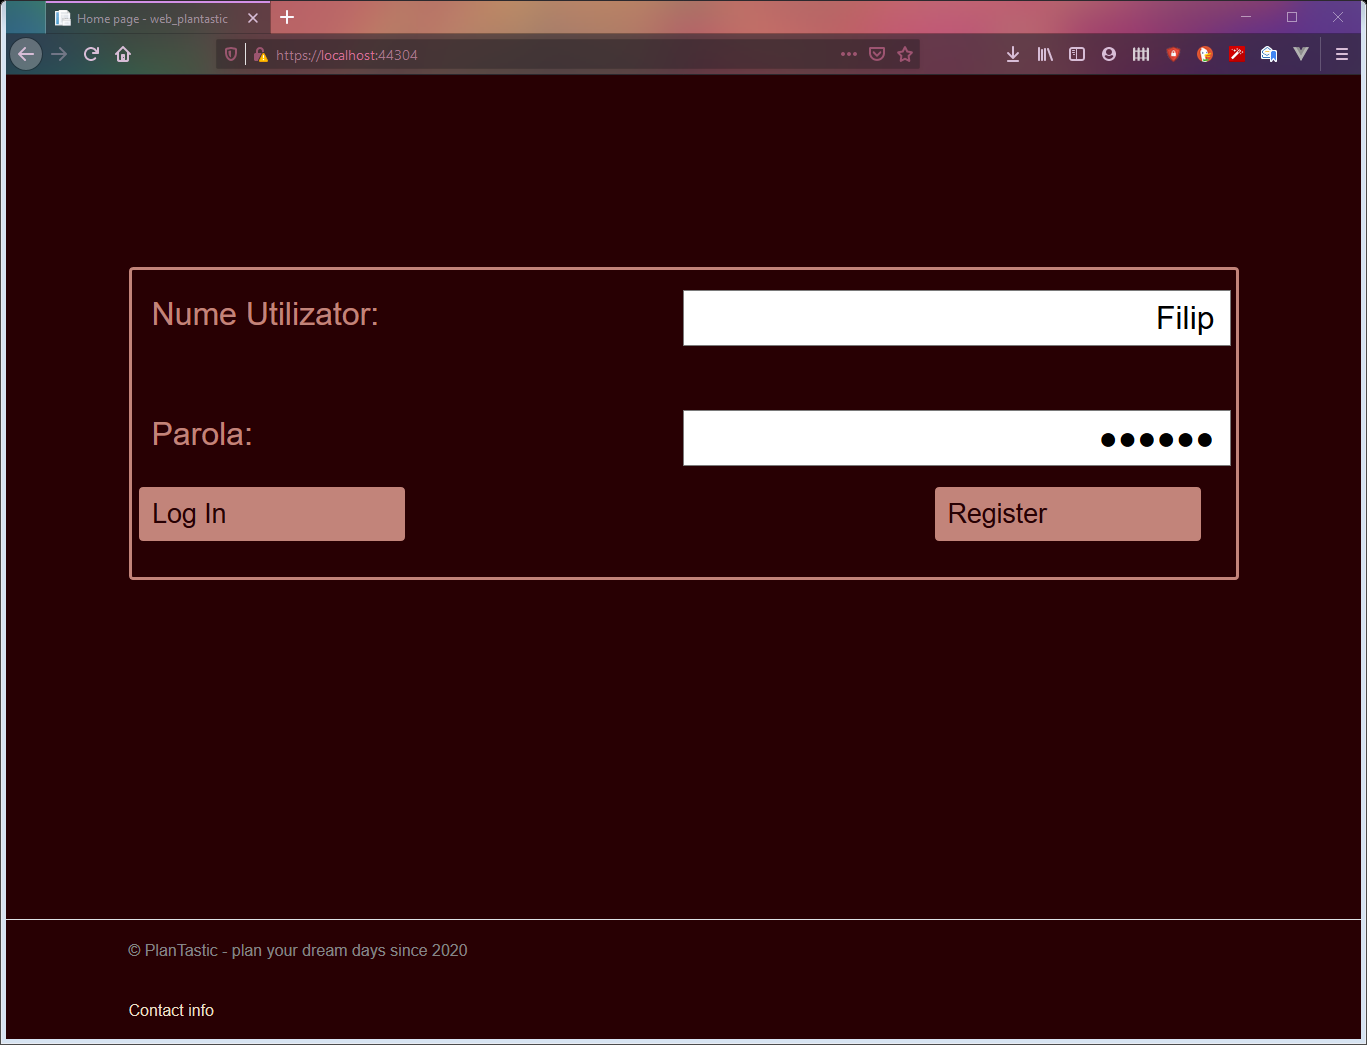 Home page - web_plantastic
https://localhost:44304
Nume Utilizator:
Filip
Parola:
●●●●●●
Log In
Register
© PlanTastic - plan your dream days since 2020
Contact info